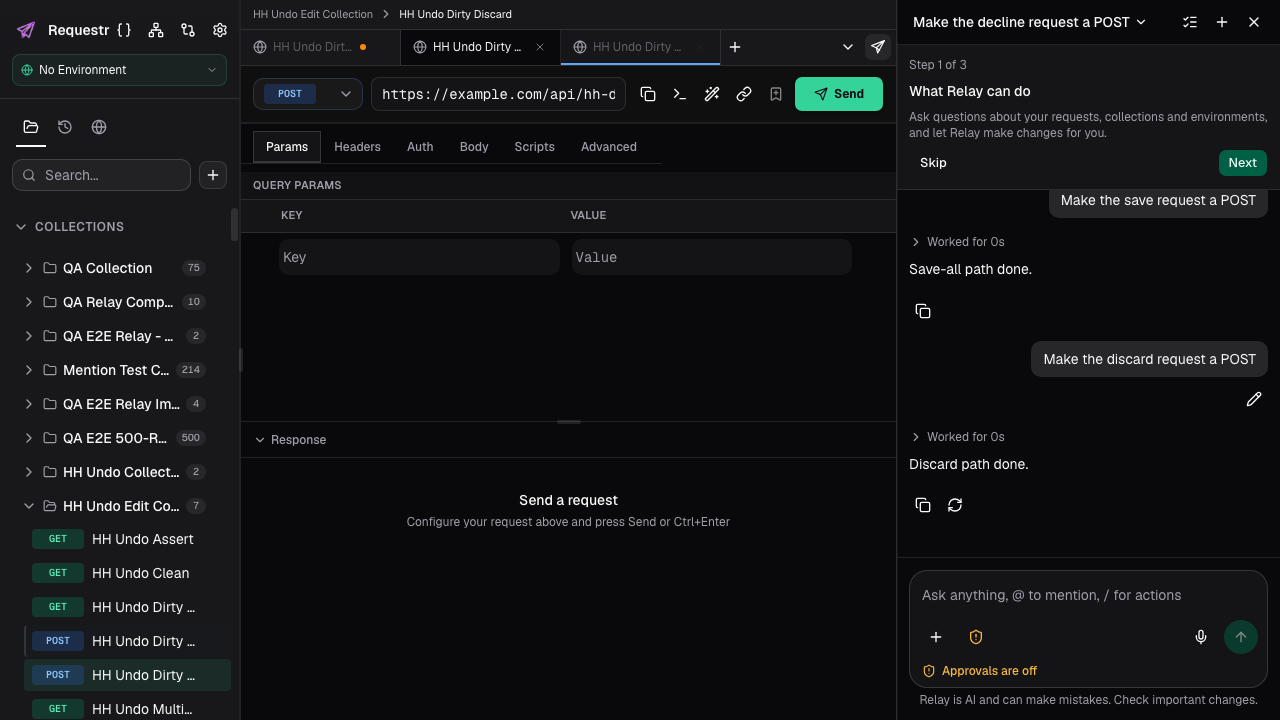 Requestr
No Environment
Search...
COLLECTIONS
QA Collection 75
QA Relay Comp... 10
QA E2E Relay - ... 2
Mention Test C... 214
QA E2E Relay Im... 4
QA E2E 500-R... 500
HH Undo Collect... 2
HH Undo Edit Co... 7
GET HH Undo Assert
GET HH Undo Clean
GET HH Undo Dirty ...
POST HH Undo Dirty ...
POST HH Undo Dirty ...
GET HH Undo Multi...
HH Undo Edit Collection HH Undo Dirty Discard
HH Undo Dirt... HH Undo Dirty ... HH Undo Dirty ...
POST https://example.com/api/hh-d Send
Params Headers Auth Body Scripts Advanced
QUERY PARAMS
KEY VALUE
Key Value
Response
Send a request
Configure your request above and press Send or Ctrl+Enter
Make the decline request a POST
Step 1 of 3
What Relay can do
Ask questions about your requests, collections and environments,
and let Relay make changes for you.
Skip Next
Make the save request a POST
Worked for 0s
Save-all path done.
Make the discard request a POST
Worked for 0s
Discard path done.
Ask anything, @ to mention, / for actions
Approvals are off
Relay is AI and can make mistakes. Check important changes.